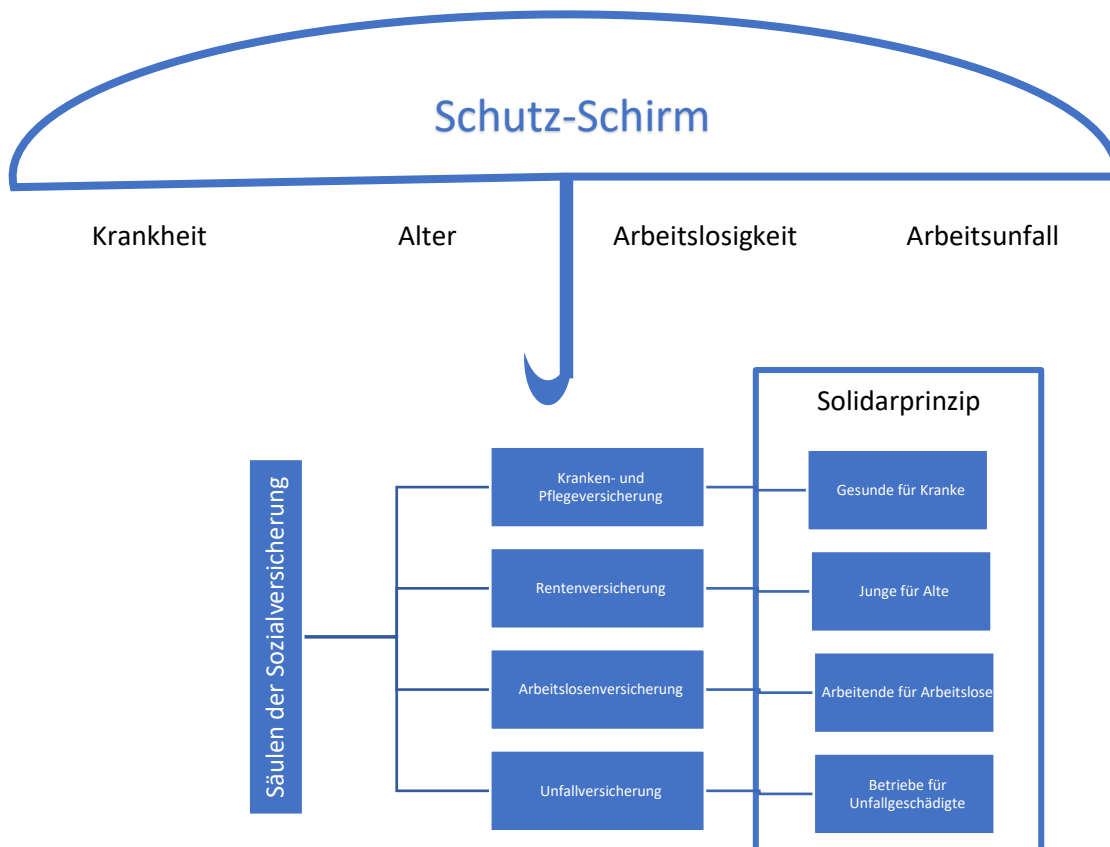 Schutz-Schirm
Krankheit
Alter
Arbeitslosigkeit
Arbeitsunfall
Solidarprinzip
Säulen der Sozialversicherung
Kranken- und
Pflegeversicherung
Gesunde für Kranke
Rentenversicherung
Junge für Alte
Arbeitslosenversicherung
Arbeitende für Arbeitslose
Unfallversicherung
Betriebe für
Unfallgeschädigte